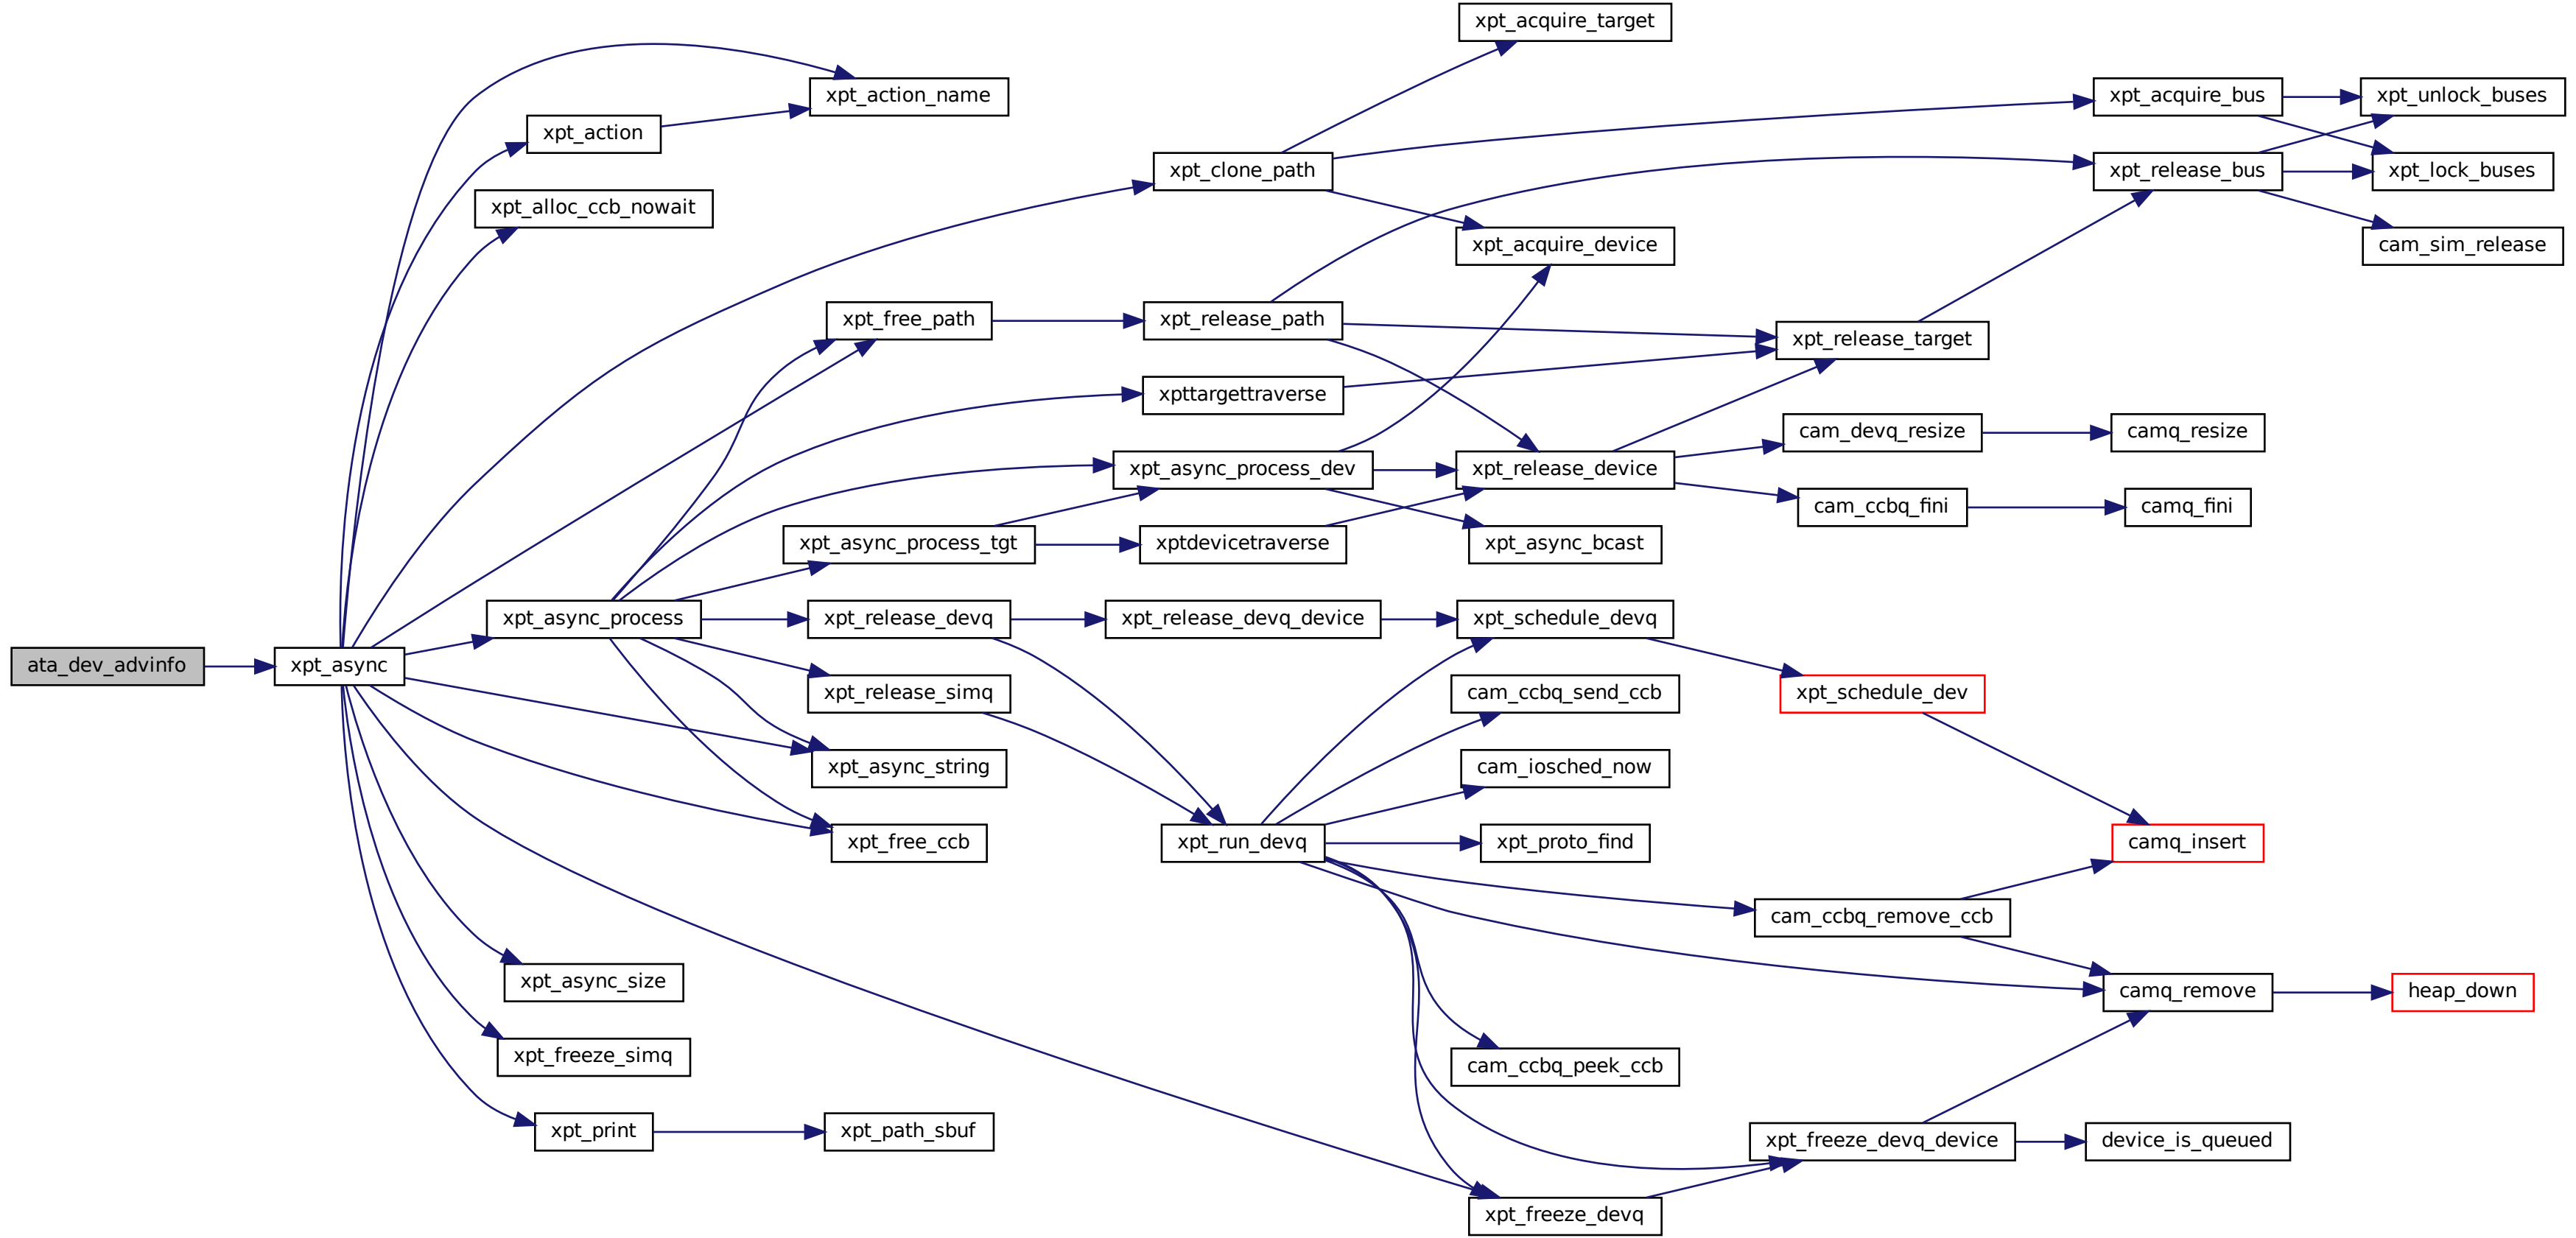 xpt_acquire_target
xpt_action_name
xpt_acquire_bus
xpt_unlock_buses
xpt_action
xpt_clone_path
xpt_release_bus
xpt_lock_buses
xpt_alloc_ccb_nowait
xpt_acquire_device
cam_sim_release
xpt_free_path
xpt_release_path
xpt_release_target
xpttargettraverse
cam_devq_resize
camq_resize
xpt_async_process_dev
xpt_release_device
cam_ccbq_fini
camq_fini
xpt_async_process_tgt
xptdevicetraverse
xpt_async_bcast
xpt_async_process
xpt_release_devq
xpt_release_devq_device
xpt_schedule_devq
ata_dev_advinfo
xpt_async
xpt_release_simq
cam_ccbq_send_ccb
xpt_schedule_dev
xpt_async_string
cam_iosched_now
xpt_free_ccb
xpt_run_devq
xpt_proto_find
camq_insert
cam_ccbq_remove_ccb
xpt_async_size
camq_remove
heap_down
xpt_freeze_simq
cam_ccbq_peek_ccb
xpt_print
xpt_path_sbuf
xpt_freeze_devq_device
device_is_queued
xpt_freeze_devq